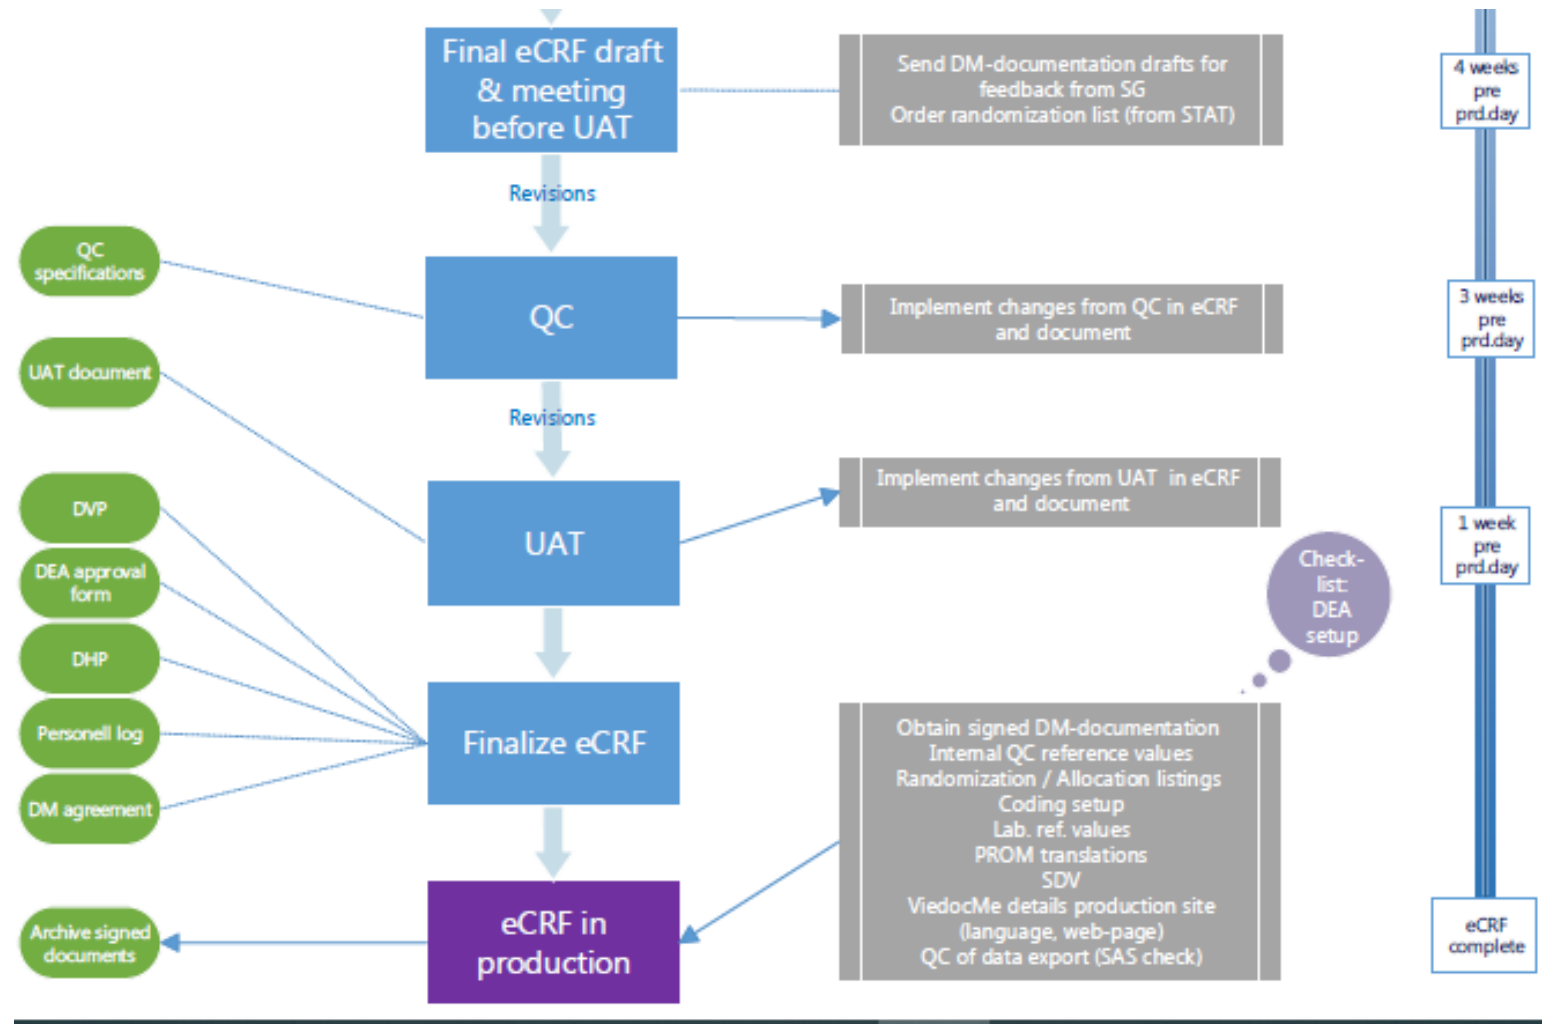 Final eCRF draft
& meeting
before UAT
Send DM-documentation drafts for
feedback from SG
Order randomization list (from STAT)
4 weeks
pre
prd.day
Revisions
QC
specifications
QC
Implement changes from QC in eCRF
and document
3 weeks
pre
prd.day
UAT document
Revisions
UAT
Implement changes from UAT in eCRF
and document
1 week
pre
prd.day
DVP
DEA approval
form
DHP
Personell log
DM agreement
Check-
list:
DEA
setup
Finalize eCRF
Obtain signed DM-documentation
Internal QC reference values
Randomization / Allocation listings
Coding setup
Lab. ref. values
PROM translations
SDV
ViedocMe details production site
(language, web-page)
QC of data export (SAS check)
eCRF in
production
Archive signed
documents
eCRF
complete